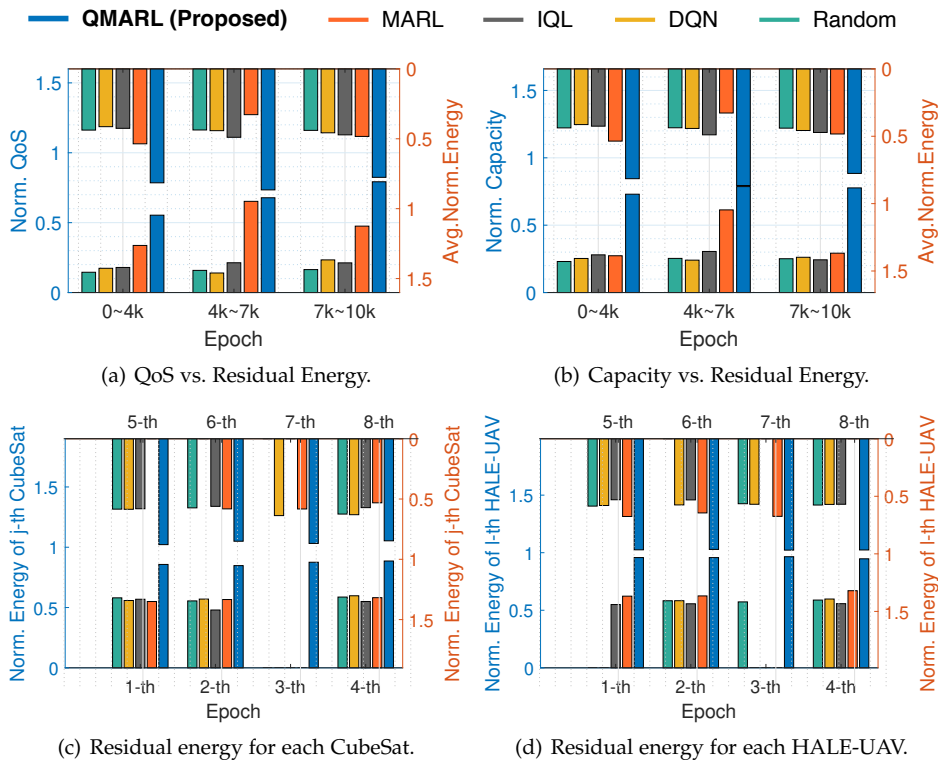 QMARL (Proposed) MARL IQL DQN Random
Norm. QoS
1.5
1
0.5
0
0
0.5
1
1.5
Avg.Norm.Energy
0~4k 4k~7k 7k~10k
Epoch
(a) QoS vs. Residual Energy.
Norm. Capacity
1.5
1
0.5
0
0
0.5
1
1.5
Avg.Norm.Energy
0~4k 4k~7k 7k~10k
Epoch
(b) Capacity vs. Residual Energy.
5-th 6-th 7-th 8-th
Norm. Energy of j-th CubeSat
1.5
1
0.5
0
0
0.5
1
1.5
Norm. Energy of j-th CubeSat
1-th 2-th 3-th 4-th
Epoch
(c) Residual energy for each CubeSat.
5-th 6-th 7-th 8-th
Norm. Energy of l-th HALE-UAV
1.5
1
0.5
0
0
0.5
1
1.5
Norm. Energy of l-th HALE-UAV
1-th 2-th 3-th 4-th
Epoch
(d) Residual energy for each HALE-UAV.